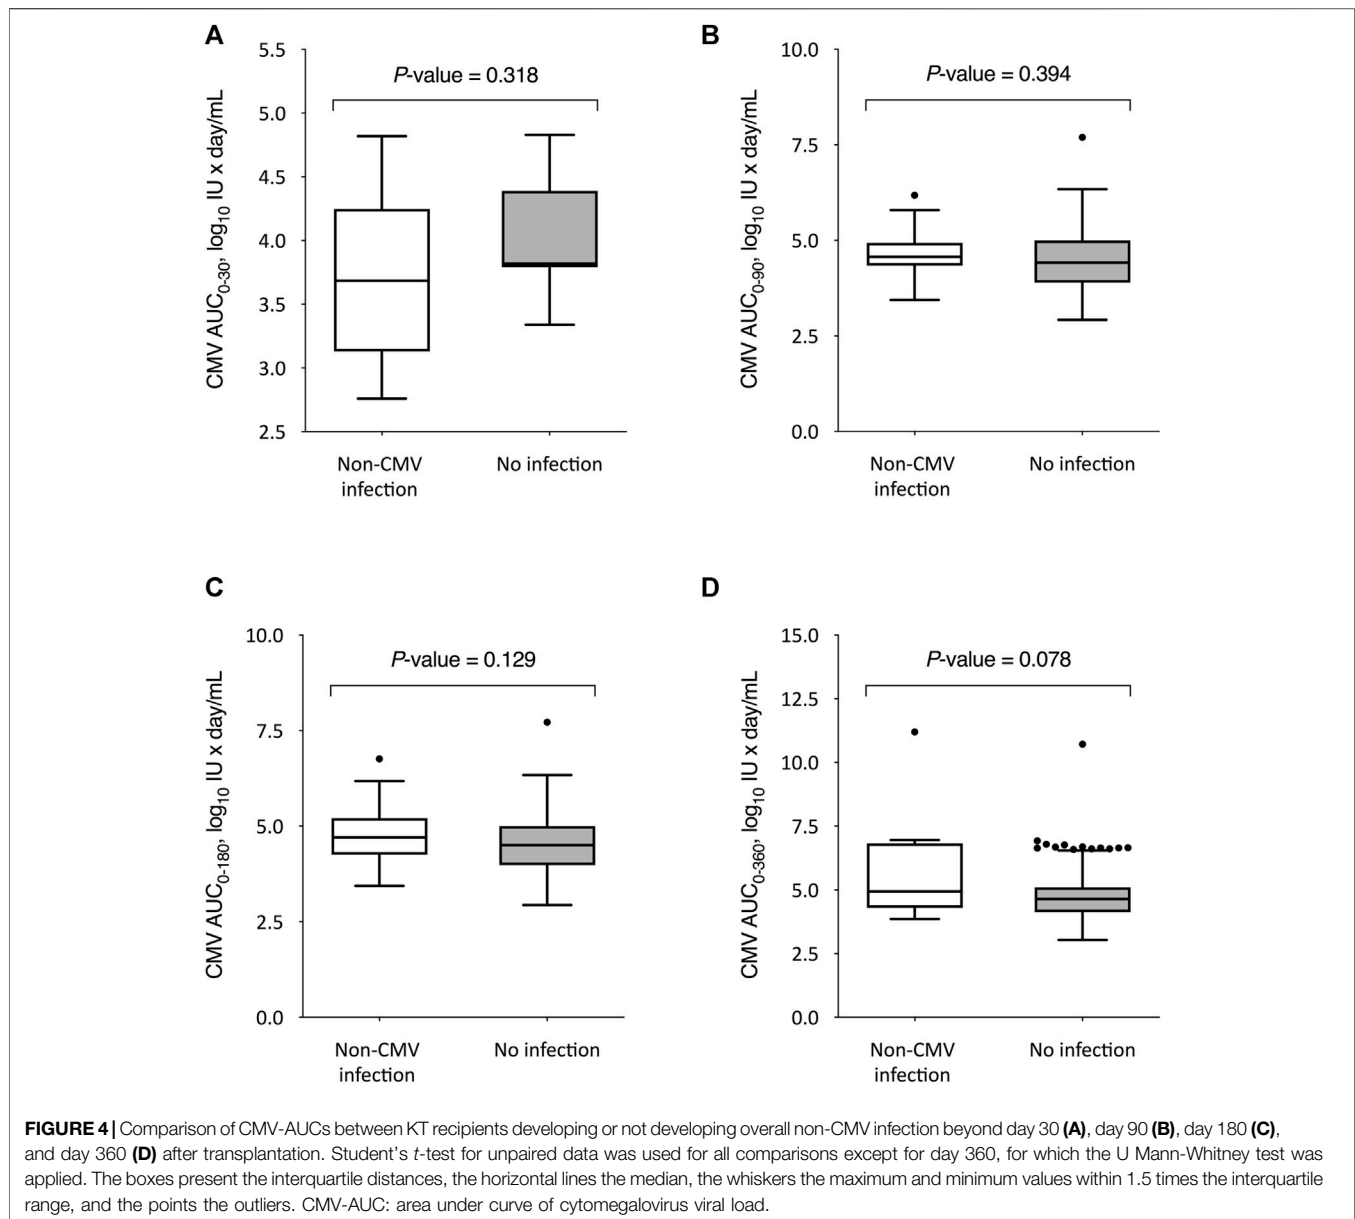 A
P-value = 0.318
CMV AUC0-30, log10 IU x day/mL
5.5
5.0
4.5
4.0
3.5
3.0
2.5
Non-CMV
infection
No infection
B
P-value = 0.394
CMV AUC0-90, log10 IU x day/mL
10.0
7.5
5.0
2.5
0.0
Non-CMV
infection
No infection
C
P-value = 0.129
CMV AUC0-180, log10 IU x day/mL
10.0
7.5
5.0
2.5
0.0
Non-CMV
infection
No infection
D
P-value = 0.078
CMV AUC0-360, log10 IU x day/mL
15.0
12.5
10.0
7.5
5.0
2.5
0.0
Non-CMV
infection
No infection
FIGURE 4 | Comparison of CMV-AUCs between KT recipients developing or not developing overall non-CMV infection beyond day 30 (A), day 90 (B), day 180 (C),
and day 360 (D) after transplantation. Student's t-test for unpaired data was used for all comparisons except for day 360, for which the U Mann-Whitney test was
applied. The boxes present the interquartile distances, the horizontal lines the median, the whiskers the maximum and minimum values within 1.5 times the interquartile
range, and the points the outliers. CMV-AUC: area under curve of cytomegalovirus viral load.